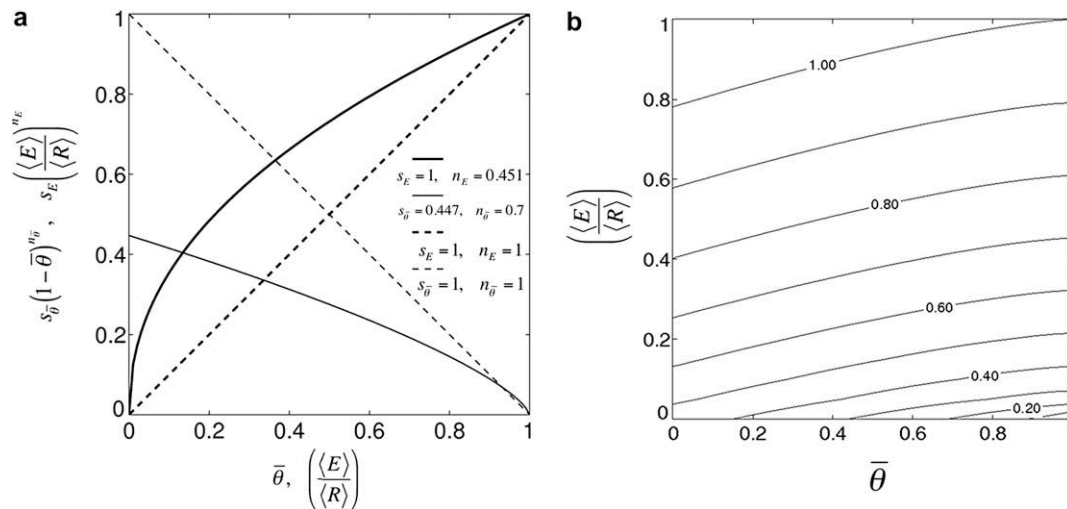 a
s_θ̄(1−θ̄)^{n_θ̄}, s_E(⟨E⟩/⟨R⟩)^{n_E}
1
0.8
0.6
0.4
0.2
0
0 0.2 0.4 0.6 0.8 1
θ̄, (⟨E⟩/⟨R⟩)
s_E=1, n_E=0.451
s_θ̄=0.447, n_θ̄=0.7
s_E=1, n_E=1
s_θ̄=1, n_θ̄=1
b
(⟨E⟩/⟨R⟩)
1
0.8
0.6
0.4
0.2
0
0 0.2 0.4 0.6 0.8
θ̄
1.00
0.80
0.60
0.40
0.20